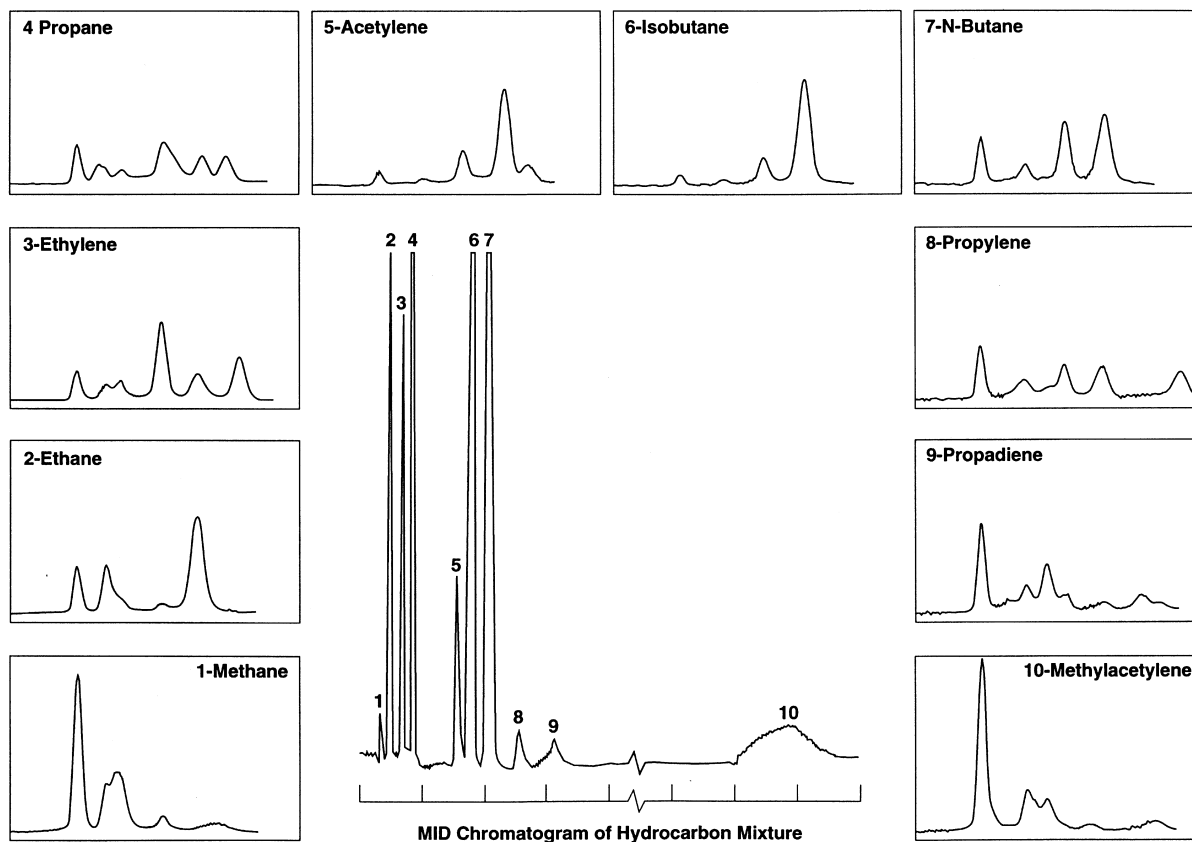 4 Propane
5-Acetylene
6-Isobutane
7-N-Butane
3-Ethylene
8-Propylene
2-Ethane
9-Propadiene
1-Methane
10-Methylacetylene
2 4 6 7
3
5
1
8
9
10
MID Chromatogram of Hydrocarbon Mixture